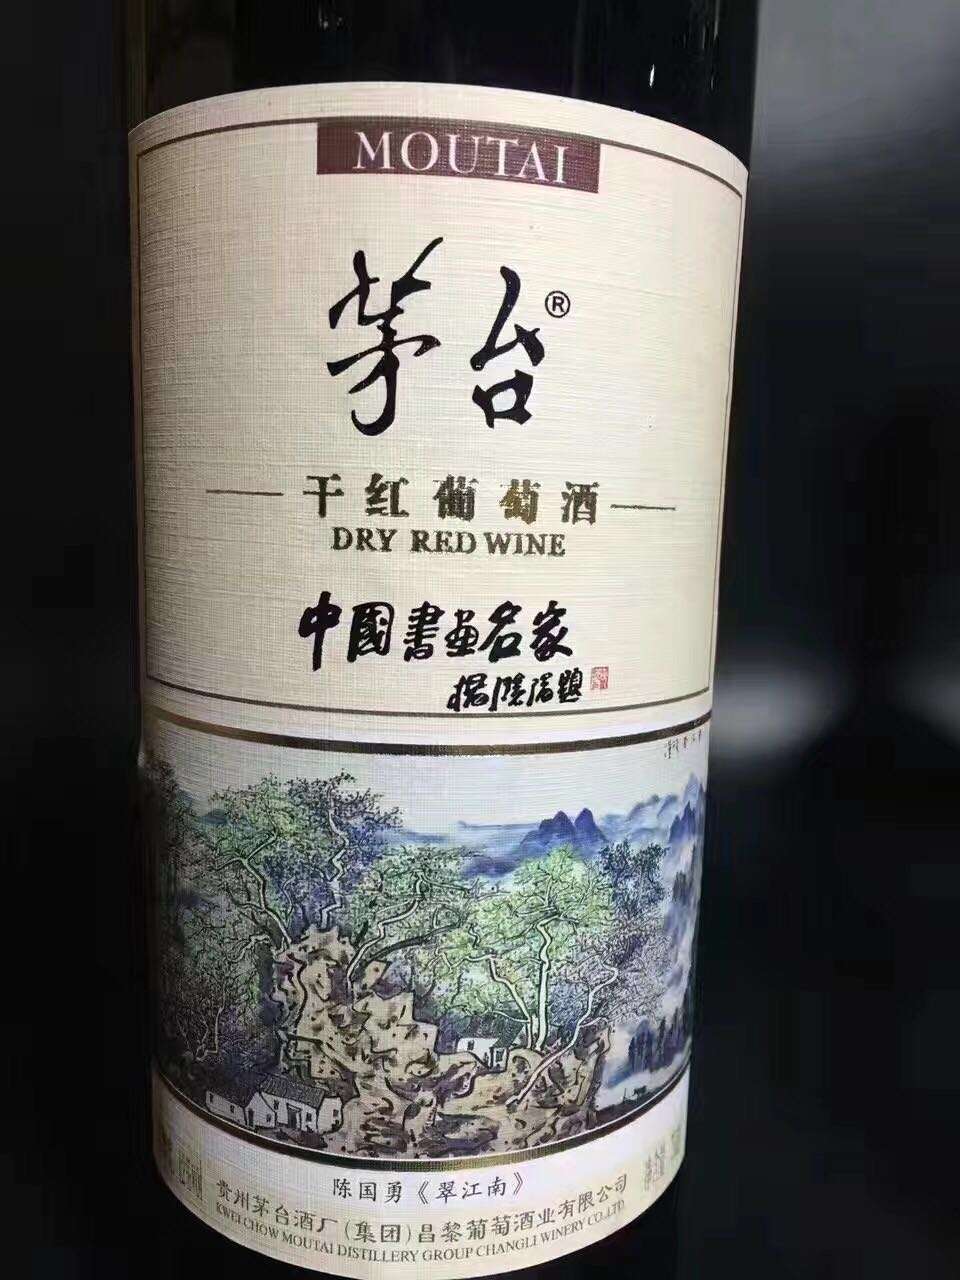 MOUTAI
茅台®
干红葡萄酒
DRY RED WINE
中國書画名家
陈国勇《翠江南》
贵州茅台酒厂(集团)昌黎葡萄酒业有限公司
KWEICHOW MOUTAI DISTILLERY GROUP CHANGLI WINERY CO.,LTD.